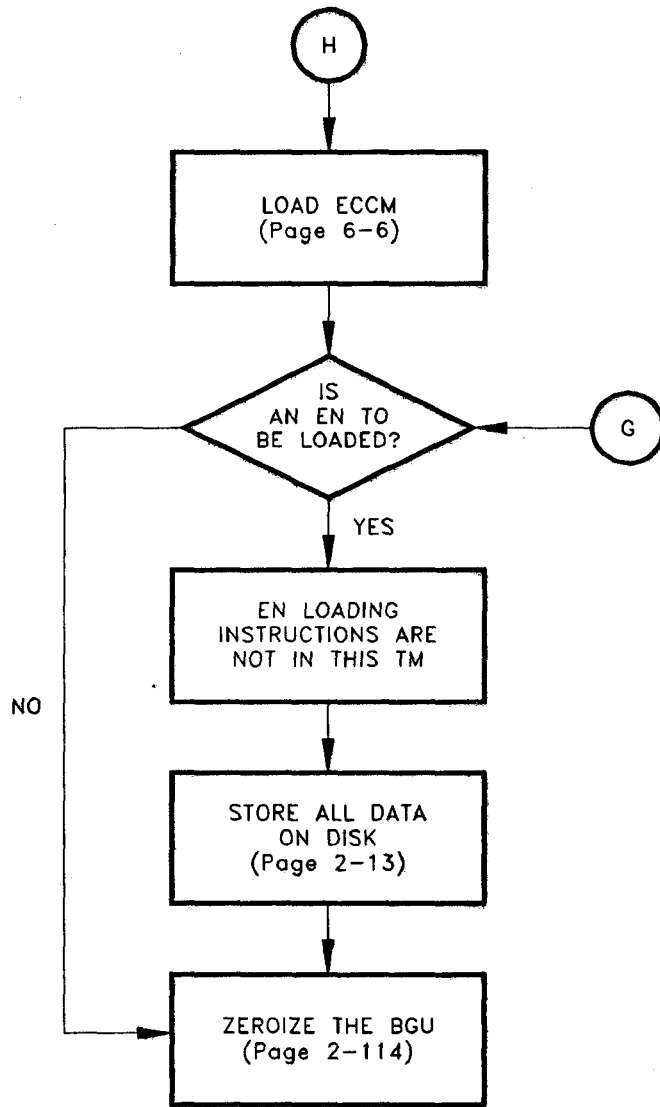 H
LOAD ECCM
(Page 6-6)
IS
AN EN TO
BE LOADED?
G
YES
EN LOADING
INSTRUCTIONS ARE
NOT IN THIS TM
NO
STORE ALL DATA
ON DISK
(Page 2-13)
ZEROIZE THE BGU
(Page 2-114)